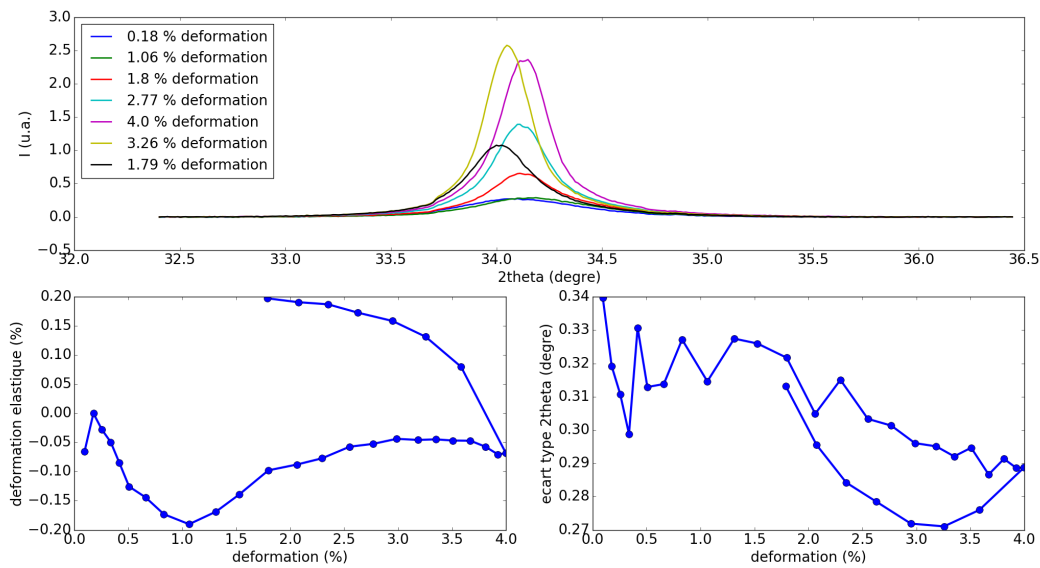 3.0
2.5
2.0
1.5
1.0
0.5
0.0
−0.5
I (u.a.)
0.18 % deformation
1.06 % deformation
1.8 % deformation
2.77 % deformation
4.0 % deformation
3.26 % deformation
1.79 % deformation
32.0 32.5 33.0 33.5 34.0 34.5 35.0 35.5 36.0 36.5
2theta (degre)
0.20
0.15
0.10
0.05
0.00
−0.05
−0.10
−0.15
−0.20
deformation elastique (%)
0.0 0.5 1.0 1.5 2.0 2.5 3.0 3.5 4.0
deformation (%)
0.34
0.33
0.32
0.31
0.30
0.29
0.28
0.27
ecart type 2theta (degre)
0.0 0.5 1.0 1.5 2.0 2.5 3.0 3.5 4.0
deformation (%)